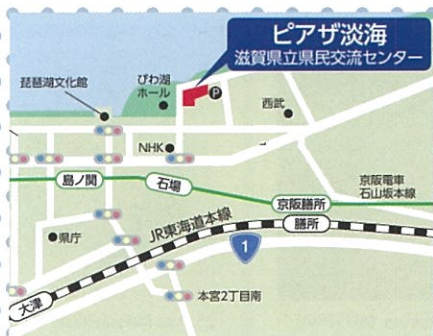 ピアザ淡海
滋賀県立県民交流センター
琵琶湖文化館
びわ湖
ホール
P
西武
NHK
京阪電車
石山坂本線
島ノ関
石場
京阪膳所
JR東海道本線
膳所
県庁
1
大津
本宮2丁目南